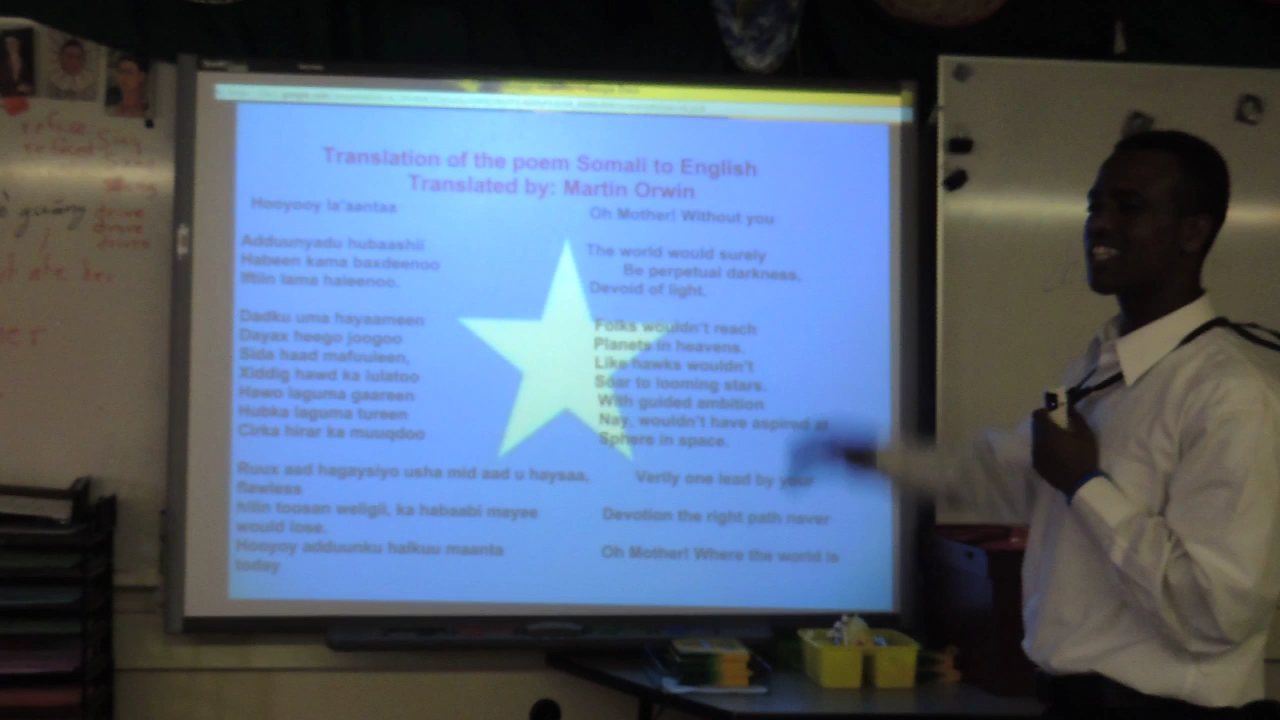 Translation of the poem Somali to English
Translated by: Martin Orwin
Hooyooy la'aantaa
Adduunyadu hubaashii
Habeen kama baxdeenoo
Iftiin lama haleenoo.
Dadku uma hayaameen
Dayax heego joogoo
Sida haad mafuuleen,
Xiddig hawd ka lulatoo
Hawo laguma gaareen
Hubka laguma tureen
Cirka hirar ka muuqdoo
Ruux aad hagaysiyo usha mid aad u haysaa,
flawless
hilin toosan weligii, ka habaabi mayee
would lose.
Hooyoy adduunku halkuu maanta
today
Oh Mother! Without you
The world would surely
Be perpetual darkness.
Devoid of light.
Folks wouldn't reach
Planets in heavens.
Like hawks wouldn't
Soar to looming stars.
With guided ambition
Nay, wouldn't have aspired at
Sphere in space.
Verily one lead by your
Devotion the right path never
Oh Mother! Where the world is